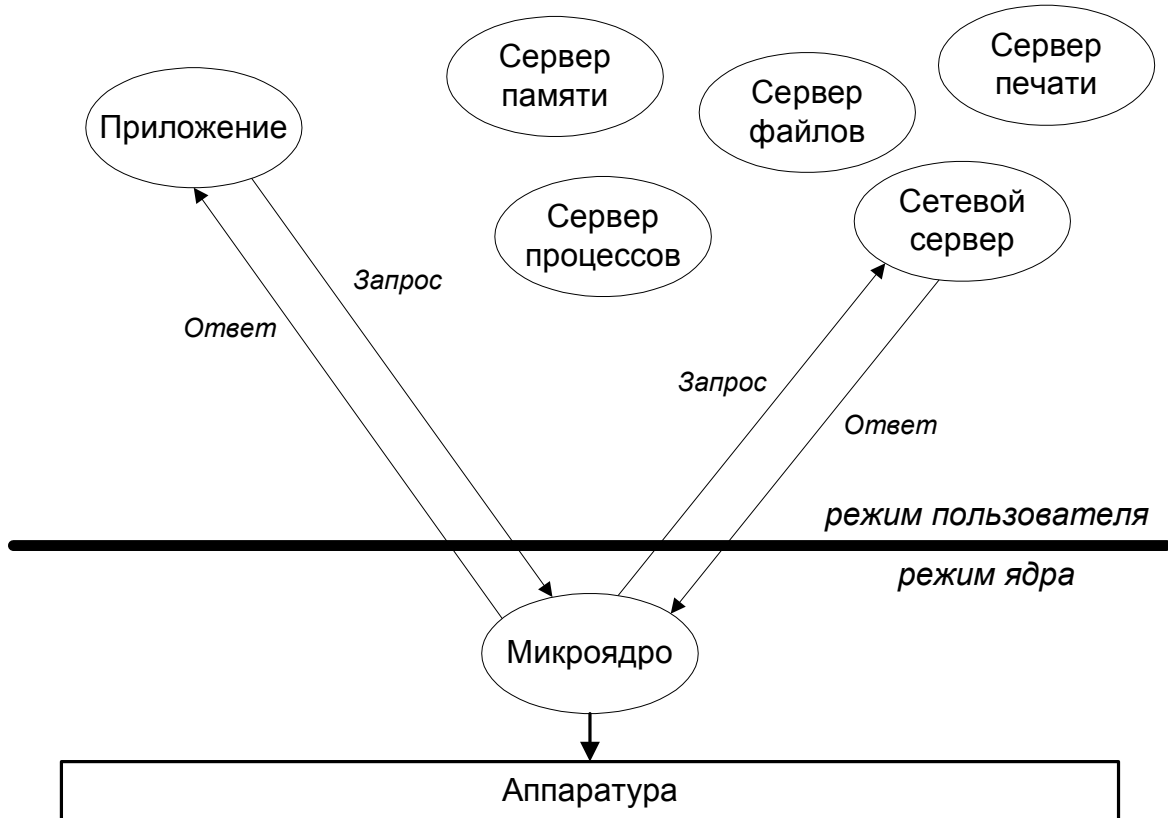 Сервер
памяти
Сервер
печати
Сервер
файлов
Приложение
Сервер
процессов
Сетевой
сервер
Запрос
Ответ
Запрос
Ответ
режим пользователя
режим ядра
Микроядро
Аппаратура